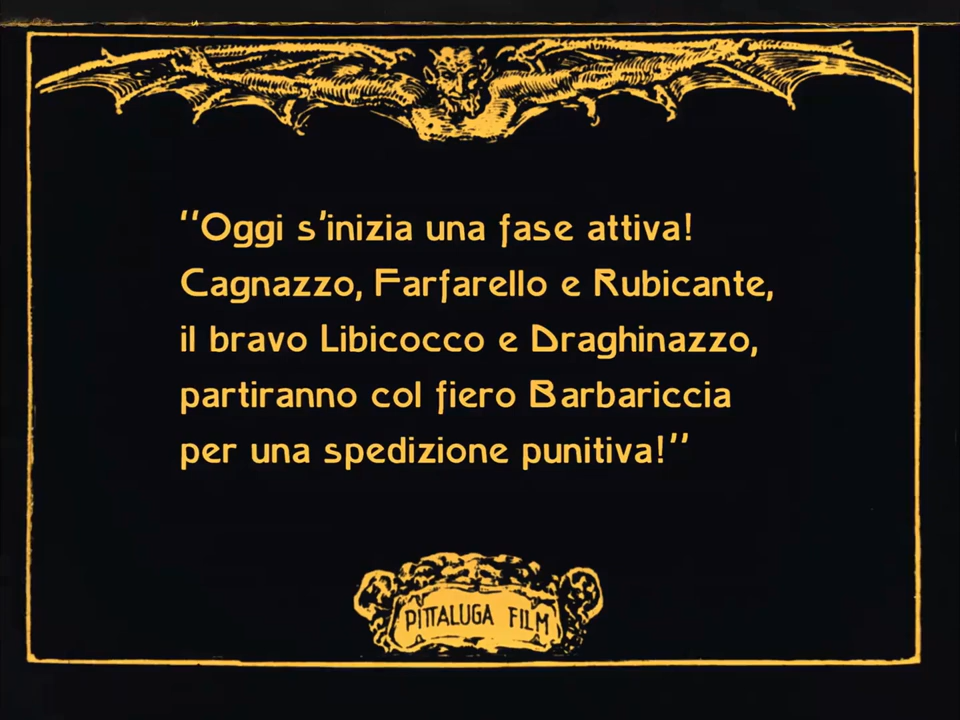 "Oggi s'inizia una fase attiva!
Cagnazzo, Farfarello e Rubicante,
il bravo Libicocco e Draghinazzo,
partiranno col fiero Barbariccia
per una spedizione punitiva!"
PITTALUGA FILM